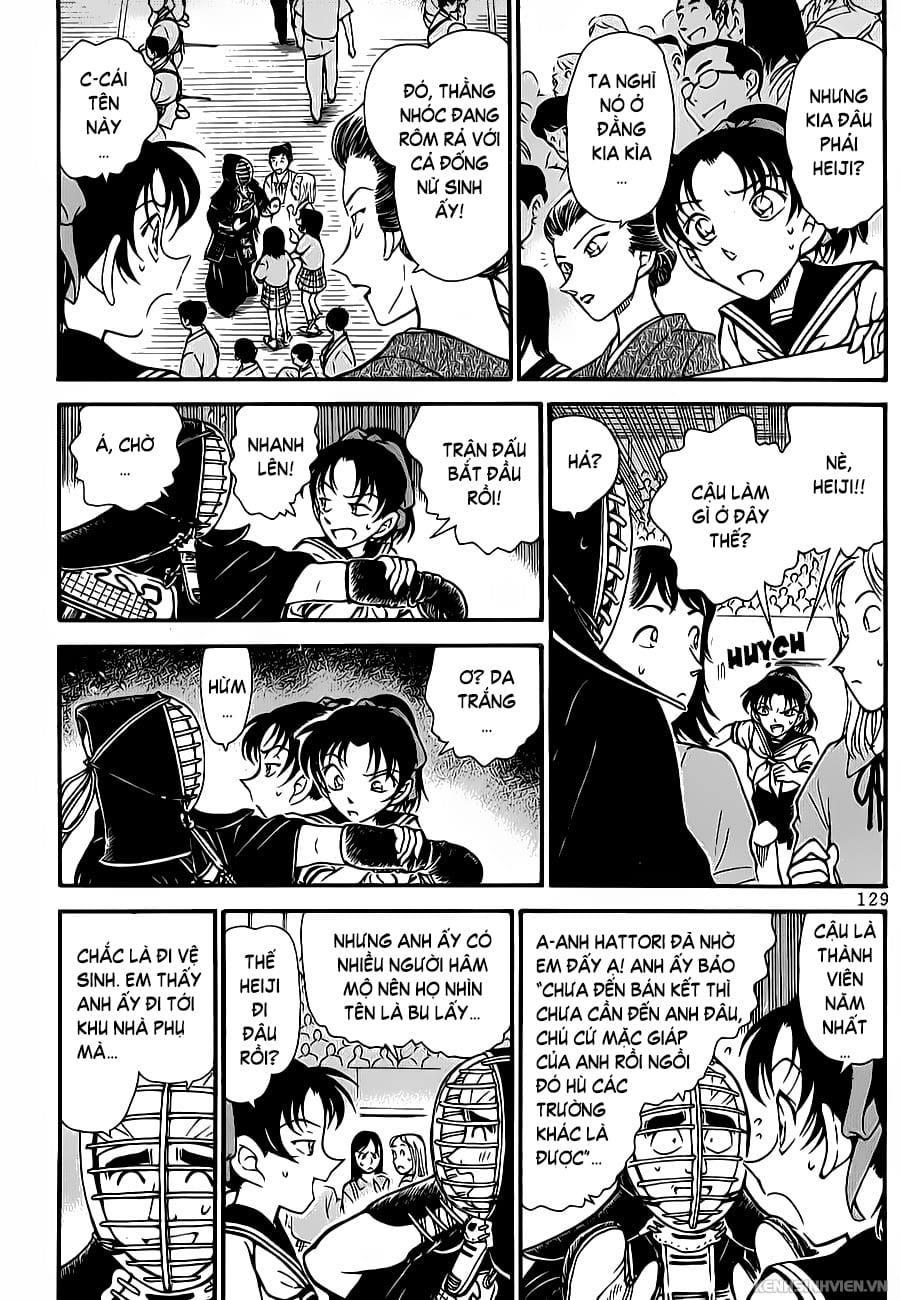 NHƯNG
KIA ĐÂU
PHẢI
HEIJI?
TA NGHĨ
NÓ Ở
ĐẰNG
KIA KÌA
...
ĐÓ, THẰNG
NHÓC ĐANG
RÔM RẢ VỚI
CẢ ĐỐNG
NỮ SINH
ẤY!
C-CÁI
TÊN
NÀY
...
NÈ,
HEIJI!!
CẬU LÀM
GÌ Ở ĐÂY
THẾ?
HẢ?
HUỴCH
TRẬN ĐẤU
BẮT ĐẦU
RỒI!
NHANH
LÊN!
Á, CHỜ
...
Ơ? DA
TRẮNG
...
HỪM
...
129
CẬU LÀ
THÀNH
VIÊN
NĂM
NHẤT
...
A-ANH HATTORI ĐÃ NHỜ
EM ĐẤY Ạ! ANH ẤY BẢO
“CHƯA ĐẾN BÁN KẾT THÌ
CHƯA CẦN ĐẾN ANH ĐÂU,
CHÚ CỨ MẶC GIÁP
CỦA ANH RỒI NGỒI
ĐÓ HÙ CÁC
TRƯỜNG
KHÁC LÀ
ĐƯỢC”...
NHƯNG ANH ẤY CÓ
NHIỀU NGƯỜI HÂM
MỘ NÊN HỌ NHÌN
TÊN LÀ BU LẤY...
THẾ
HEIJI
ĐI
ĐÂU
RỒI?
CHẮC LÀ ĐI VỆ
SINH. EM THẤY
ANH ẤY ĐI TỚI
KHU NHÀ PHỤ
MÀ...
KENHSINHVIEN.VN